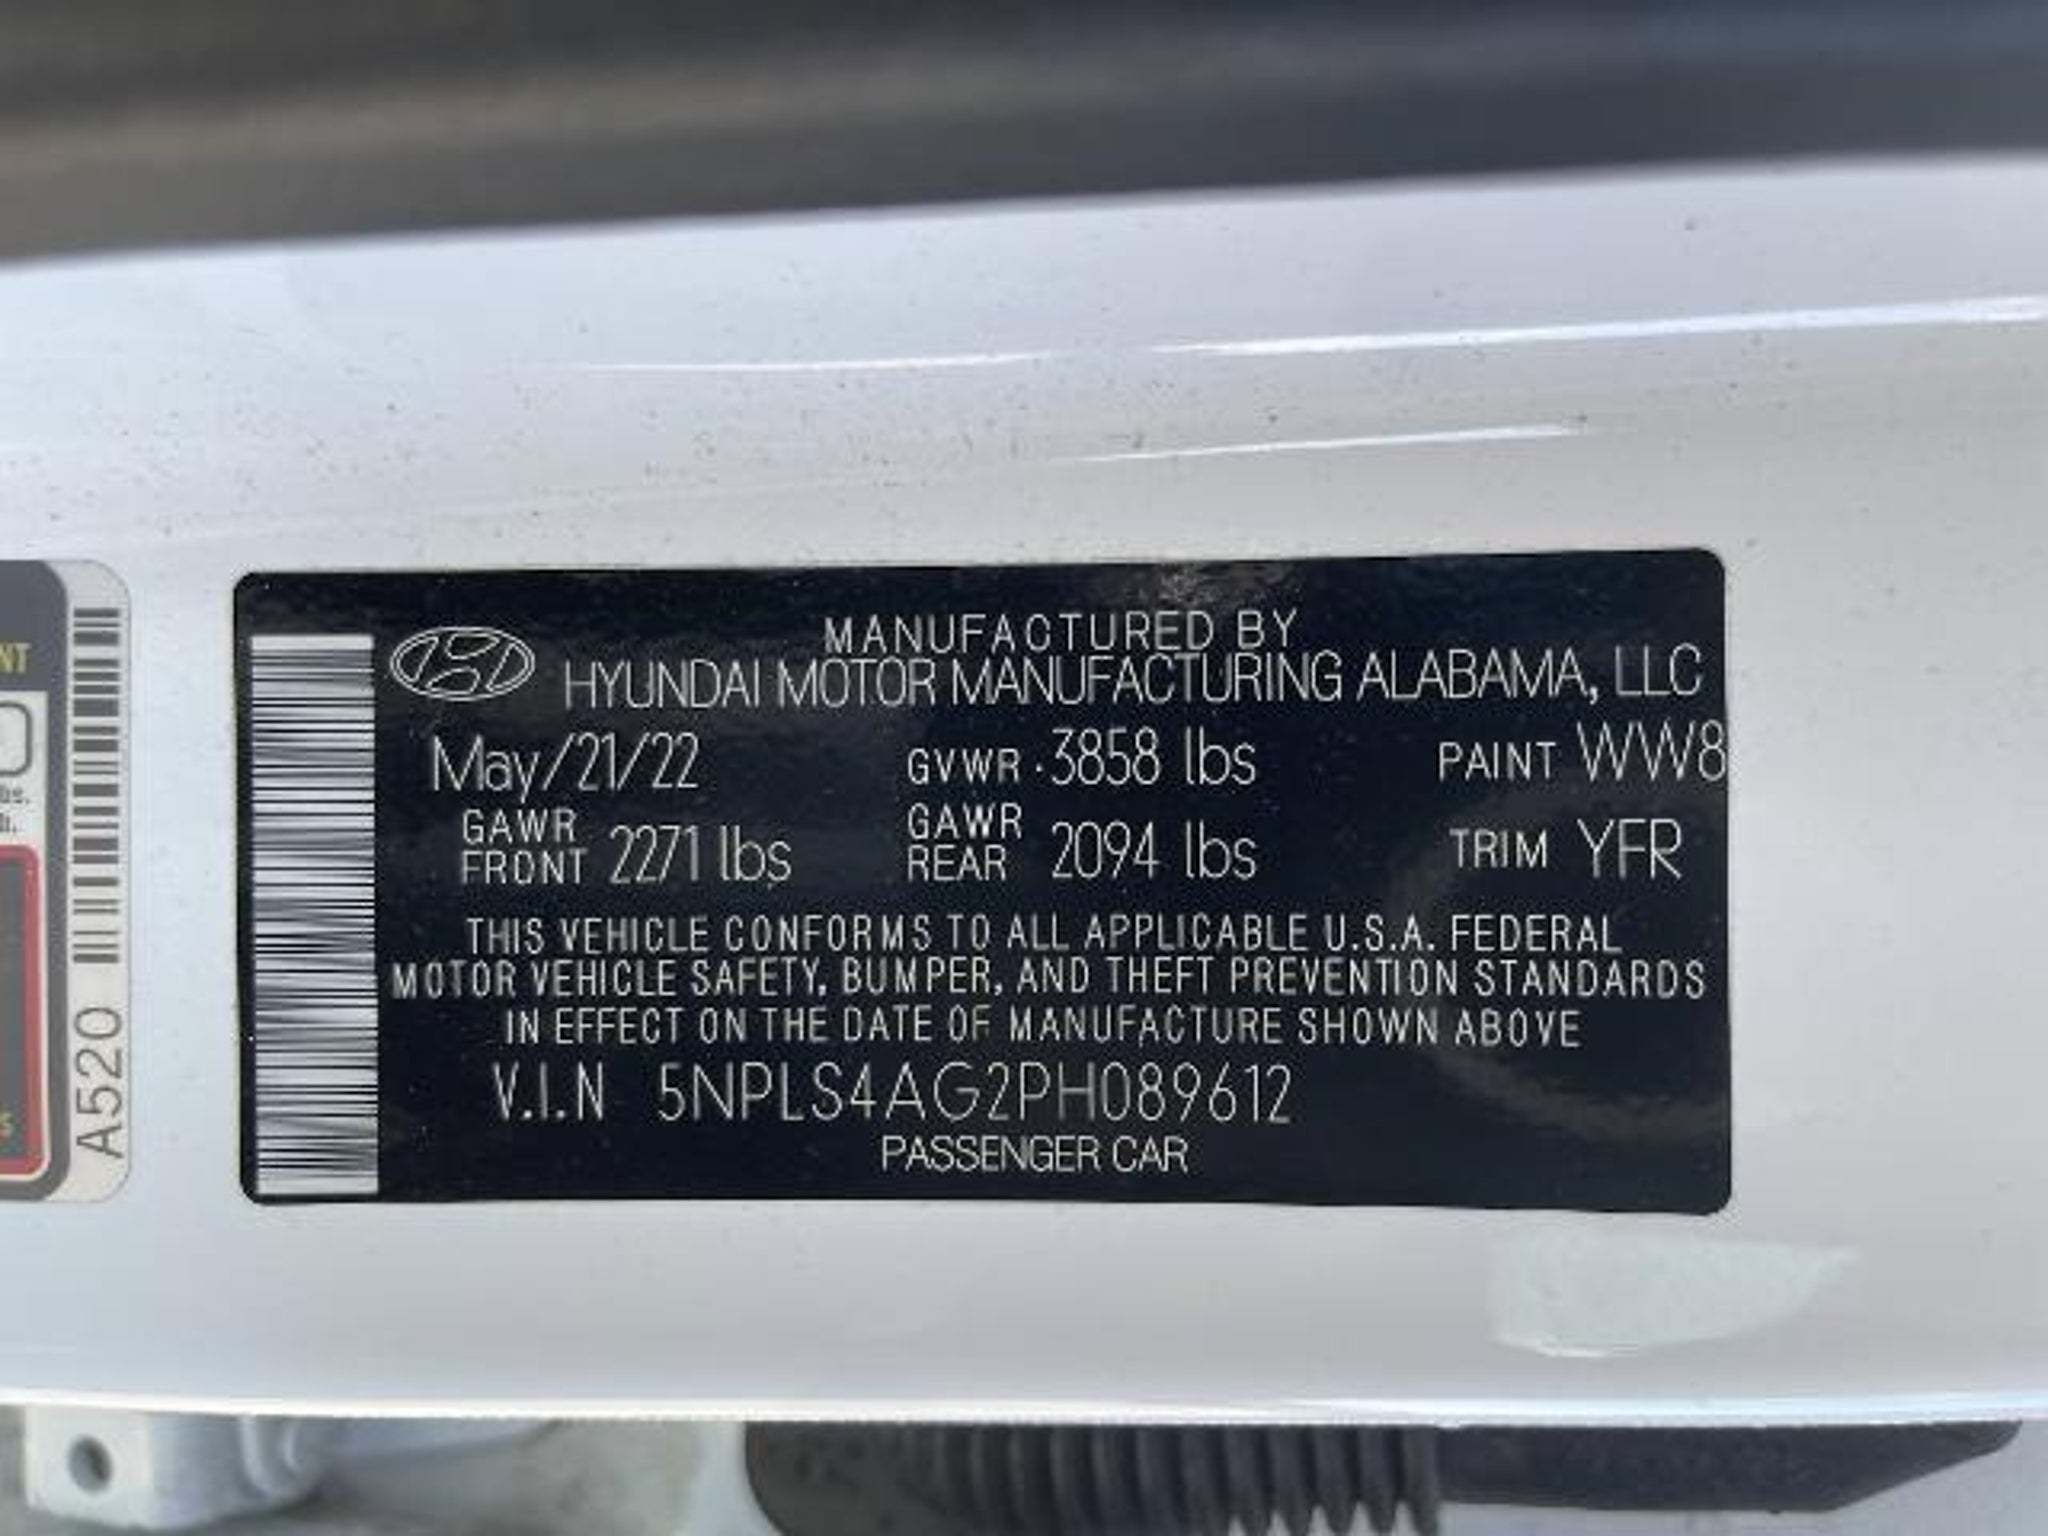 MANUFACTURED BY
HYUNDAI MOTOR MANUFACTURING ALABAMA, LLC
May/21/22 GVWR 3858 lbs PAINT WW8
GAWR FRONT 2271 lbs GAWR REAR 2094 lbs TRIM YFR
THIS VEHICLE CONFORMS TO ALL APPLICABLE U.S.A. FEDERAL
MOTOR VEHICLE SAFETY, BUMPER, AND THEFT PREVENTION STANDARDS
IN EFFECT ON THE DATE OF MANUFACTURE SHOWN ABOVE
V.I.N 5NPLS4AG2PH089612
PASSENGER CAR
A520